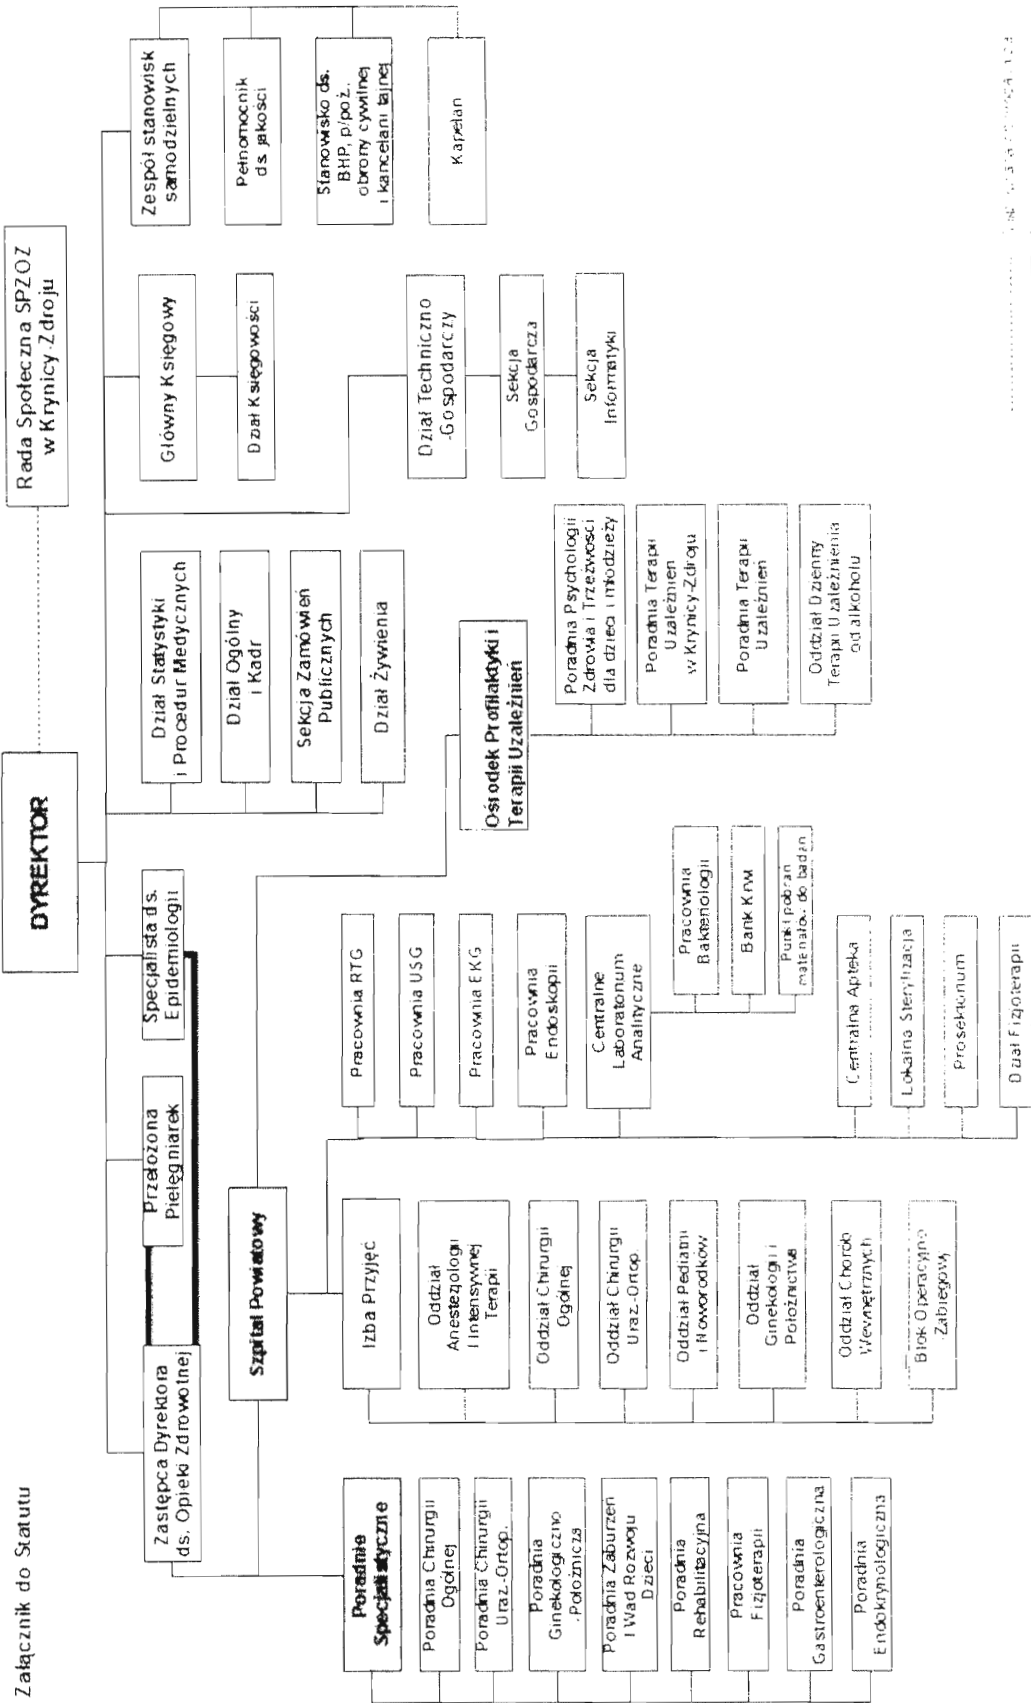 Załącznik do Statutu
DYREKTOR
Rada Społeczna SPZOZ
w Krynicy-Zdroju
Zastępca Dyrektora
ds. Opieki Zdrowotnej
Przełożona
Pielęgniarek
Specjalista ds.
Epidemiologii
Dział Statystyki
i Procedur Medycznych
Dział Ogólny
i Kadr
Sekcja Zamówień
Publicznych
Dział Żywienia
Główny Księgowy
Dział Księgowości
Dział Techniczno
-Gospodarczy
Sekcja
Gospodarcza
Sekcja
Informatyki
Zespół stanowisk
samodzielnych
Pełnomocnik
ds. jakości
Stanowisko ds.
BHP, p/poż.
obrony cywilnej
i kancelarii tajnej
Kapelan
Szpital Powiatowy
Poradnie
Specjalistyczne
Poradnia Chirurgii
Ogólnej
Poradnia Chirurgii
Uraz.-Ortop.
Poradnia
Ginekologiczno
-Położnicza
Poradnia Zaburzeń
i Wad Rozwoju
Dzieci
Poradnia
Rehabilitacyjna
Pracownia
Fizjoterapii
Poradnia
Gastroenterologiczna
Poradnia
Endokrynologiczna
Izba Przyjęć
Oddział
Anestezjologii
i Intensywnej
Terapii
Oddział Chirurgii
Ogólnej
Oddział Chirurgii
Uraz.-Ortop.
Oddział Pediatrii
i Noworodków
Oddział
Ginekologii i
Położnictwa
Oddział Chorób
Wewnętrznych
Blok Operacyjno
-Zabiegowy
Pracownia RTG
Pracownia USG
Pracownia EKG
Pracownia
Endoskopii
Centralne
Laboratorium
Analityczne
Pracownia
Bakteriologii
Bank Krwi
Punkt pobrań
materiałów do badań
Centralna Apteka
Lokalna Sterylizacja
Prosektorium
Dział Fizjoterapii
Ośrodek Profilaktyki i
Terapii Uzależnień
Poradnia Psychologii
Zdrowia i Trzeźwości
dla dzieci i młodzieży
Poradnia Terapii
Uzależnień
w Krynicy-Zdroju
Poradnia Terapii
Uzależnień
Oddział Dzienny
Terapii Uzależnienia
od alkoholu